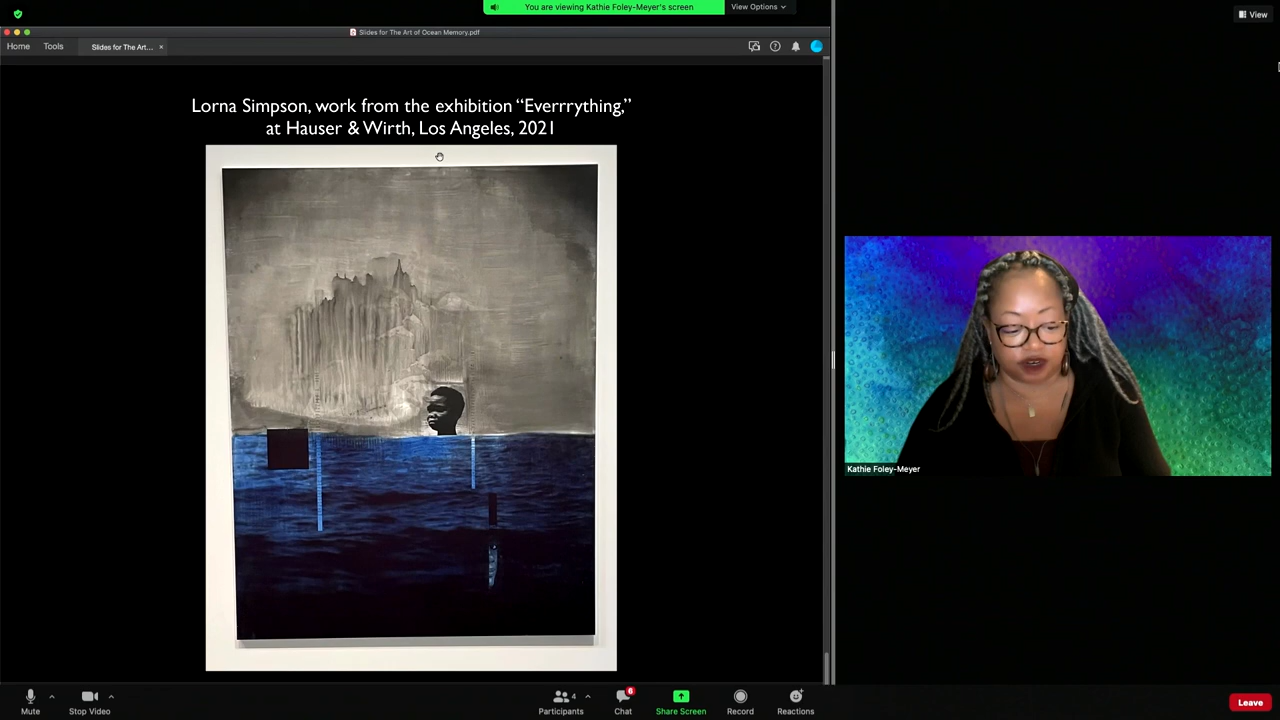 You are viewing Kathie Foley-Meyer's screen
View Options
View
Slides for The Art of Ocean Memory.pdf
Home
Tools
Slides for The Art...
Lorna Simpson, work from the exhibition “Everrrything,”
at Hauser & Wirth, Los Angeles, 2021
Kathie Foley-Meyer
Mute
Stop Video
4
Participants
6
Chat
Share Screen
Record
Reactions
Leave